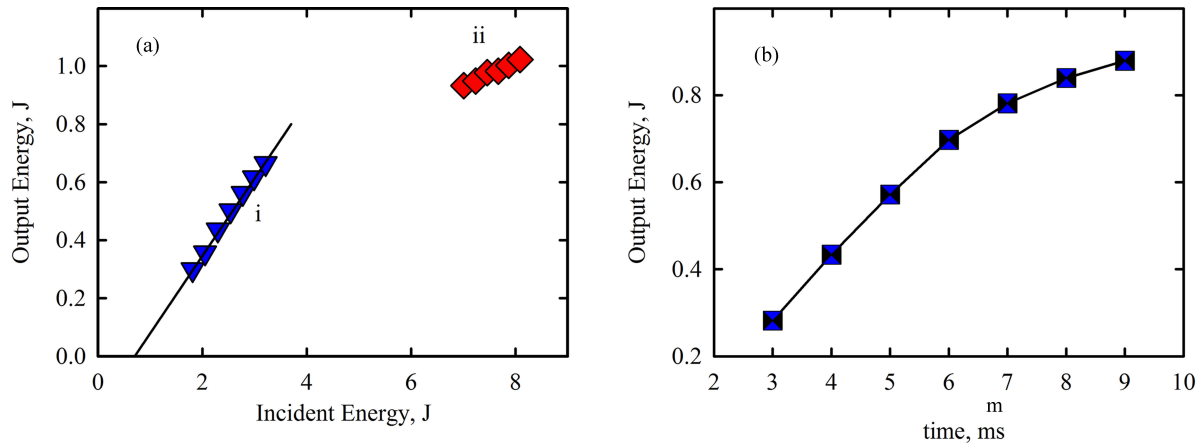 (a)
ii
i
1.0
0.8
0.6
0.4
0.2
0.0
0 2 4 6 8
Output Energy, J
Incident Energy, J
(b)
0.8
0.6
0.4
0.2
2 3 4 5 6 7 8 9 10
Output Energy, J
m
time, ms